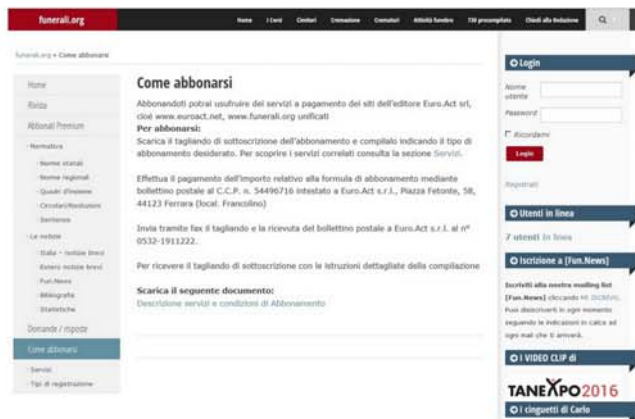 funerali.org
Home I Corsi Cimiteri Cremazione Crematori Attività funebre 730 precompilato Chiedi alla Redazione
funerali.org » Come abbonarsi
Home
Rivista
Abbonati Premium
- Normativa
- Norme statali
- Norme regionali
- Quadri d'insieme
- Circolari/Risoluzioni
- Sentenze
- Le notizie
- Italia - notizie brevi
- Estero notizie brevi
- Fun.News
- Bibliografia
- Statistiche
Domande / risposte
Come abbonarsi
- Servizi
- Tipi di registrazione
Come abbonarsi
Abbonandoti potrai usufruire dei servizi a pagamento dei siti dell'editore Euro.Act srl,
cioé www.euroact.net, www.funerali.org unificati
Per abbonarsi:
Scarica il tagliando di sottoscrizione dell'abbonamento e compilalo indicando il tipo di
abbonamento desiderato. Per scoprire i servizi correlati consulta la sezione Servizi.
Effettua il pagamento dell'importo relativo alla formula di abbonamento mediante
bollettino postale al C.C.P. n. 54496716 intestato a Euro.Act s.r.l., Piazza Fetonte, 58,
44123 Ferrara (local. Francolino)
Invia tramite fax il tagliando e la ricevuta del bollettino postale a Euro.Act s.r.l. al n°
0532-1911222.
Per ricevere il tagliando di sottoscrizione con le istruzioni dettagliate della compilazione
Scarica il seguente documento:
Descrizione servizi e condizioni di Abbonamento
Login
Nome
utente
Password
Ricordami
Login
Registrati
Utenti in linea
7 utenti in linea
Iscrizione a [Fun.News]
Iscriviti alla nostra mailing list
[Fun.News] cliccando MI ISCRIVO.
Puoi disiscriverti in ogni momento
seguendo le indicazioni in calce ad
ogni mail che ti arriverà.
I VIDEO CLIP di
TANEXPO2016
I cinguettii di Carlo